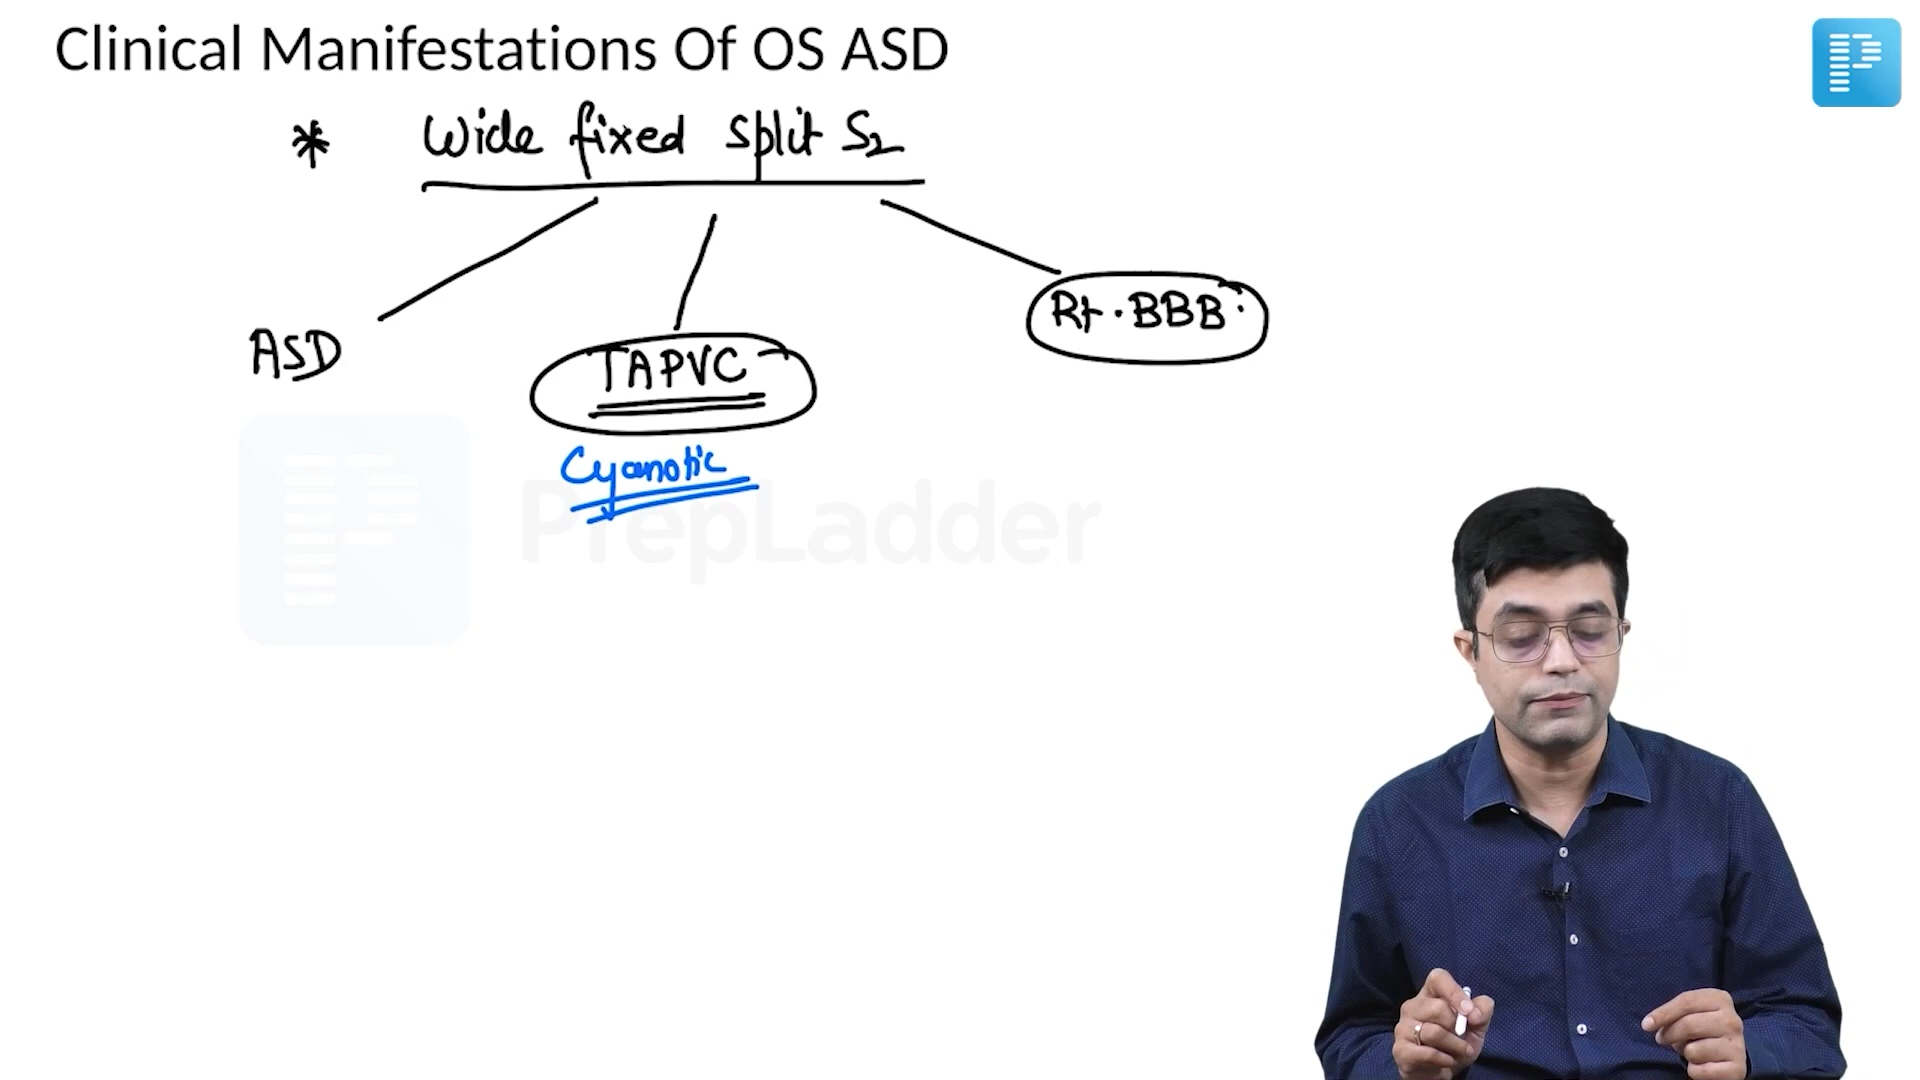 Clinical Manifestations Of OS ASD
* Wide fixed split S₂
Rt. BBB
ASD
TAPVC
Cyanotic
PrepLadder